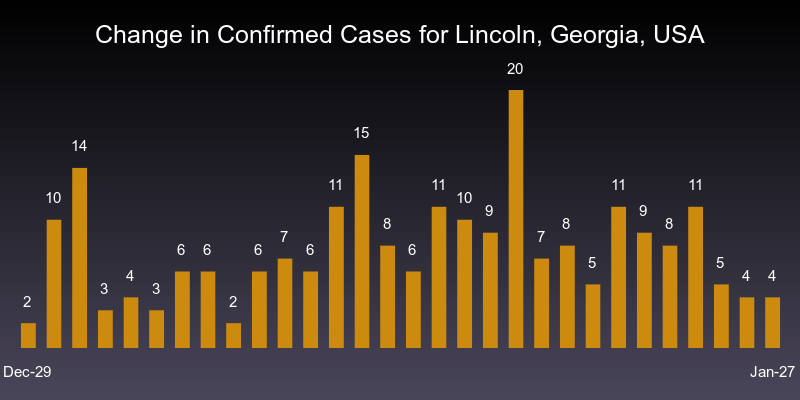 Change in Confirmed Cases for Lincoln, Georgia, USA
2 10 14 3 4 3 6 6 2 6 7 6 11 15 8 6 11 10 9 20 7 8 5 11 9 8 11 5 4 4
Dec-29 Jan-27